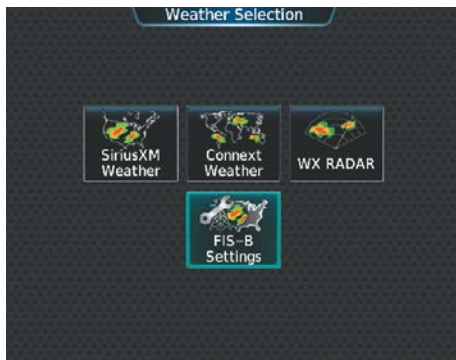 Weather Selection
SiriusXM
Weather
Connext
Weather
WX RADAR
FIS-B
Settings